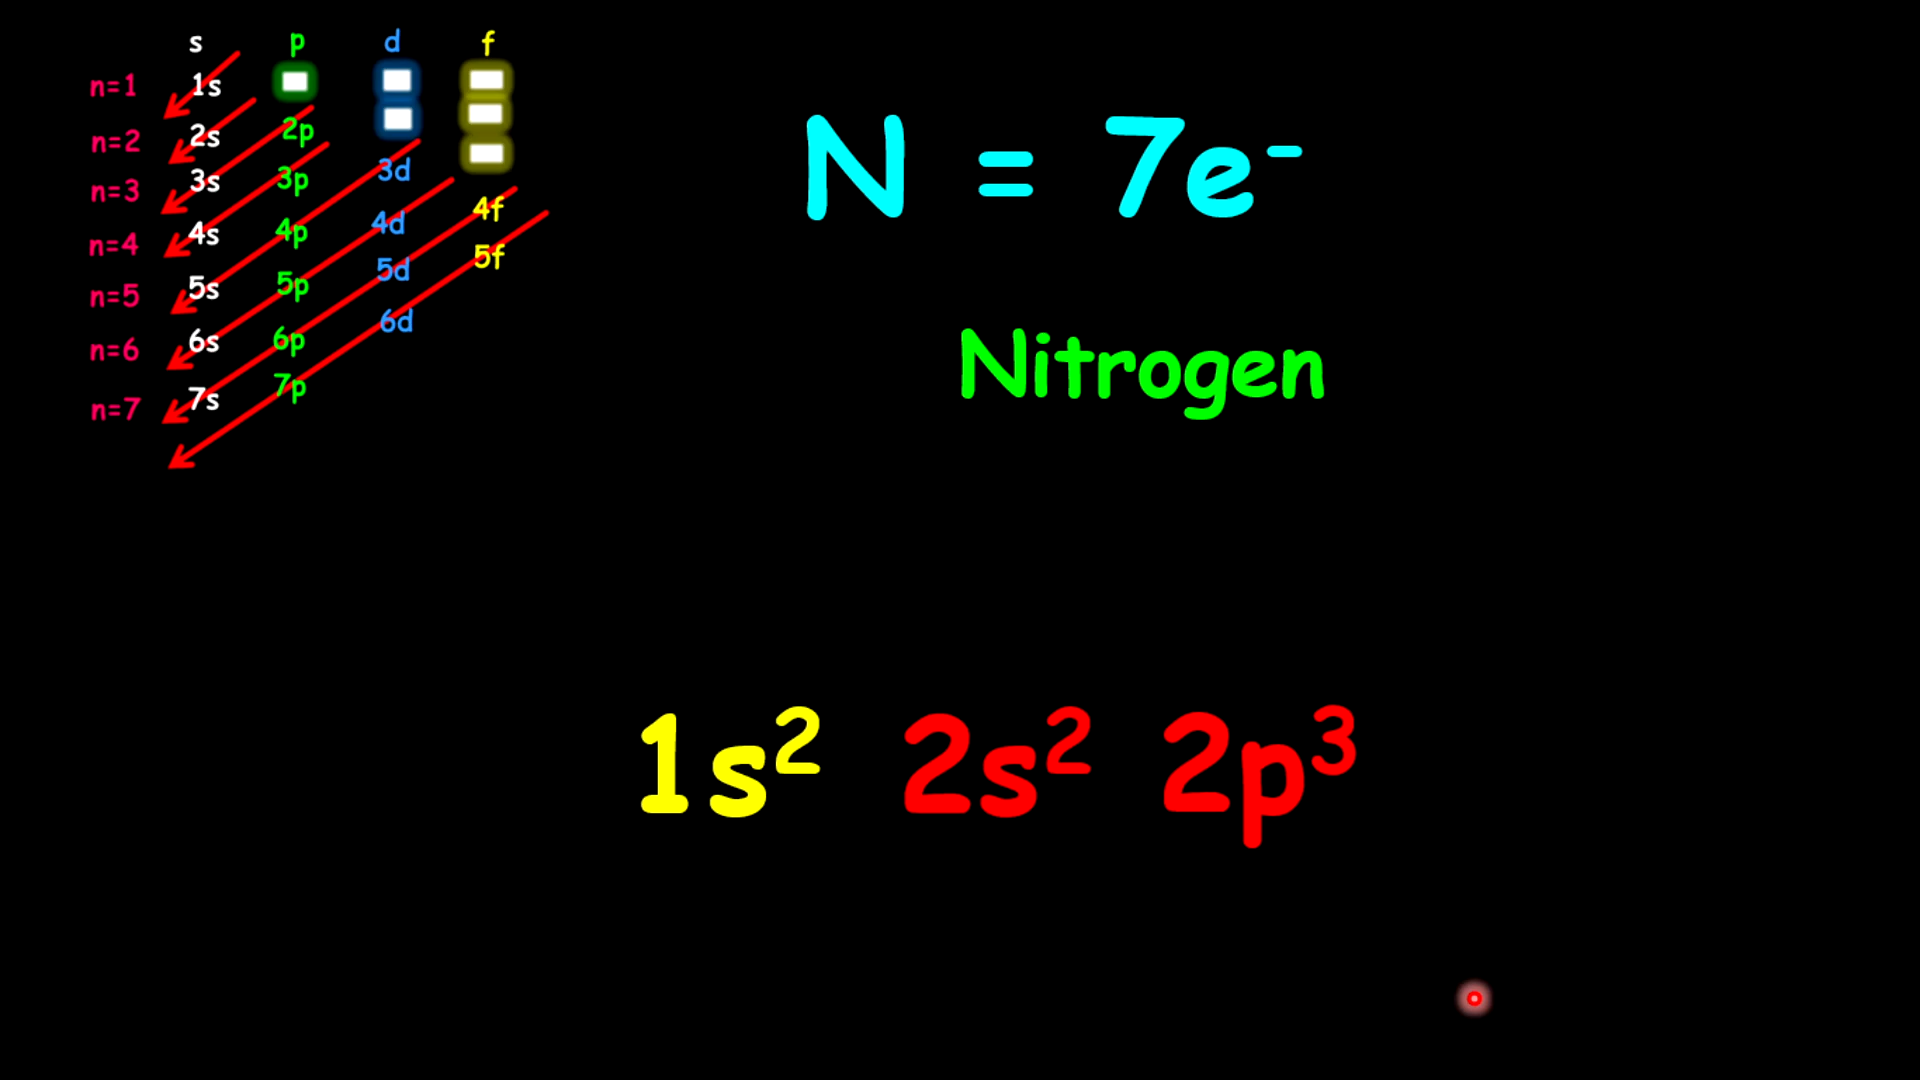 s p d f
n=1 1s
n=2 2s 2p
n=3 3s 3p 3d
n=4 4s 4p 4d 4f
n=5 5s 5p 5d 5f
n=6 6s 6p 6d
n=7 7s 7p
N = 7e⁻
Nitrogen
1s² 2s² 2p³